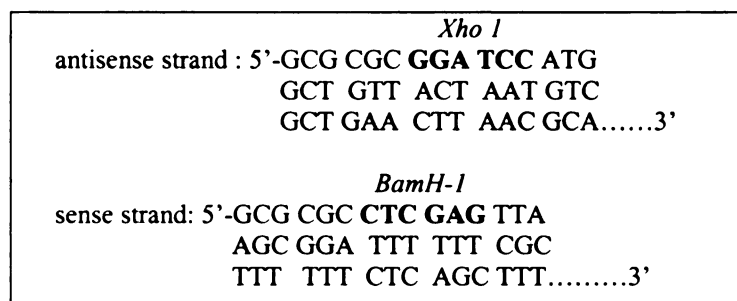 Xho 1
antisense strand : 5'-GCG CGC GGA TCC ATG
GCT GTT ACT AAT GTC
GCT GAA CTT AAC GCA......3'
BamH-1
sense strand: 5'-GCG CGC CTC GAG TTA
AGC GGA TTT TTT CGC
TTT TTT CTC AGC TTT.........3'